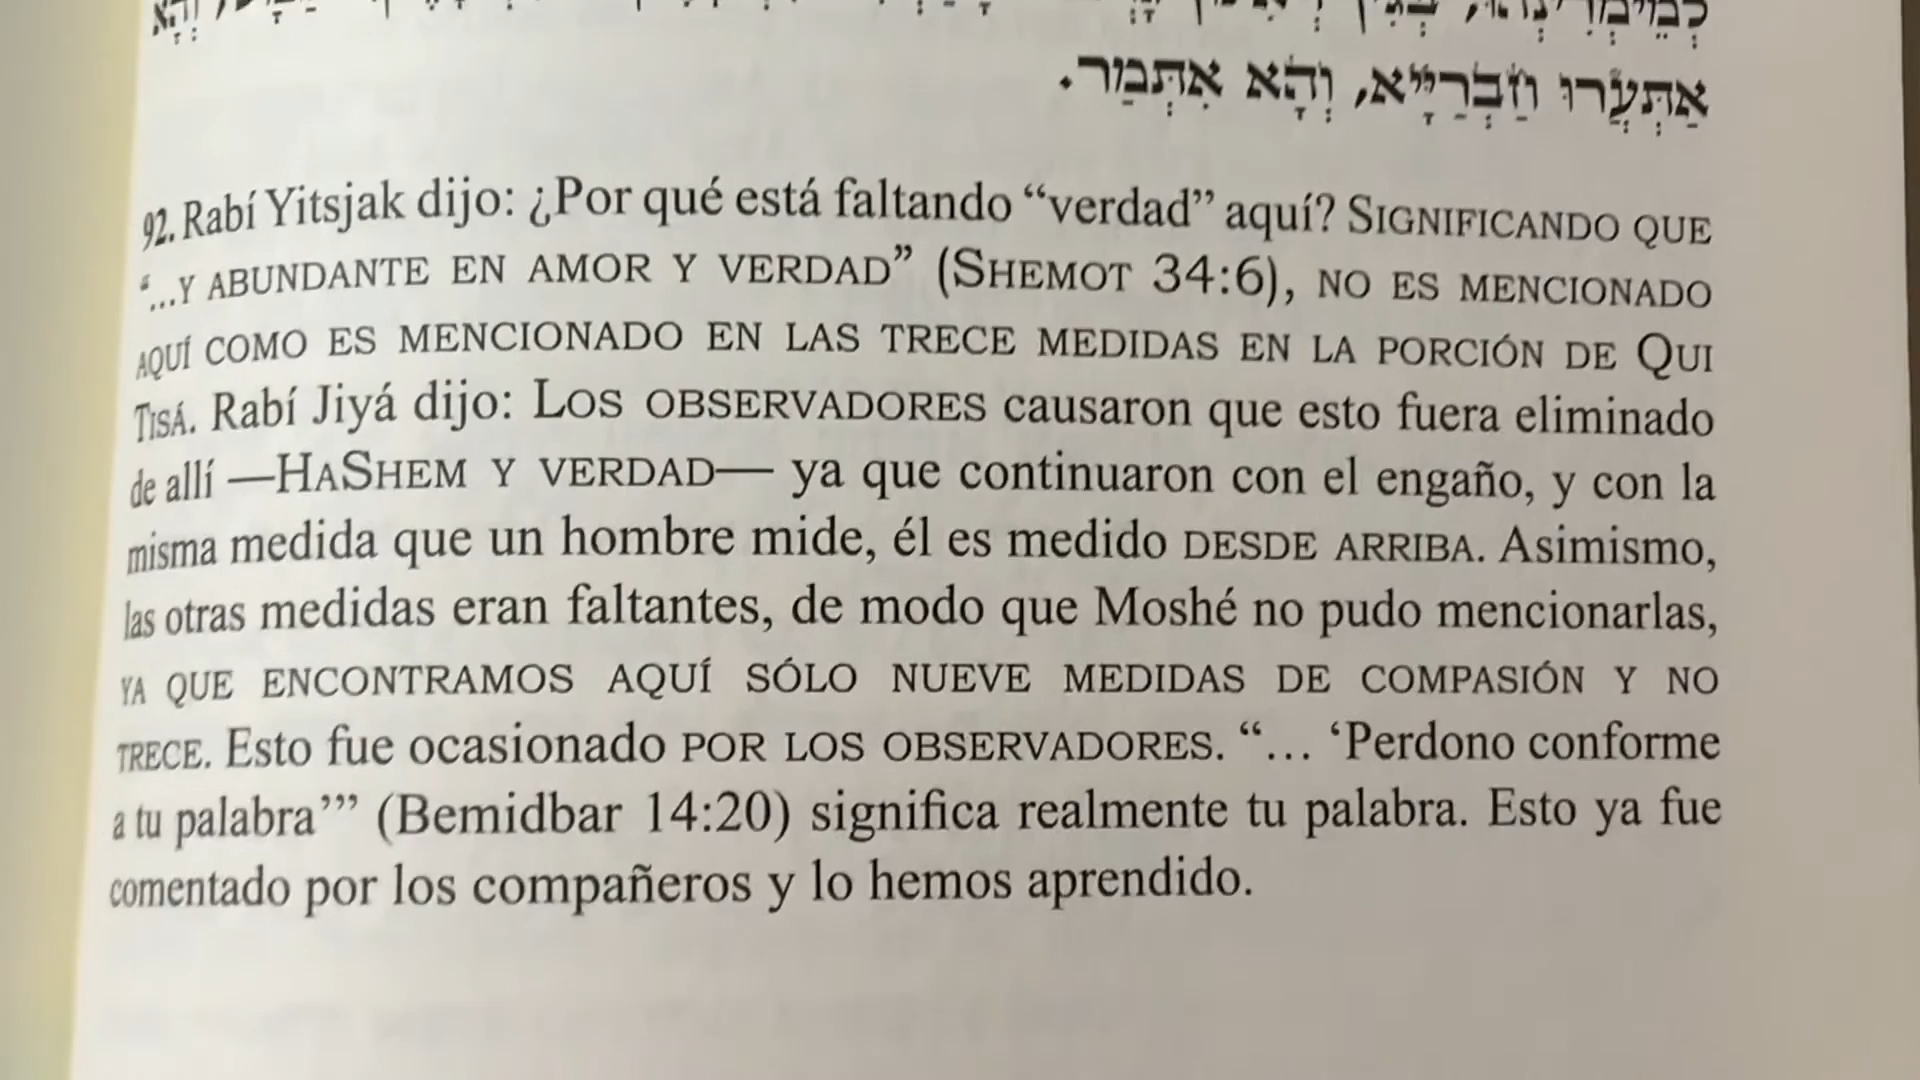 אַתְּעֲרוּ וְזַבְרַיָּיא, וְהָא אִתְּמַר.
92. Rabí Yitsjak dijo: ¿Por qué está faltando “verdad” aquí? SIGNIFICANDO QUE
“...Y ABUNDANTE EN AMOR Y VERDAD” (SHEMOT 34:6), NO ES MENCIONADO
AQUÍ COMO ES MENCIONADO EN LAS TRECE MEDIDAS EN LA PORCIÓN DE QUI
TISÁ. Rabí Jiyá dijo: LOS OBSERVADORES causaron que esto fuera eliminado
de allí —HASHEM Y VERDAD— ya que continuaron con el engaño, y con la
misma medida que un hombre mide, él es medido DESDE ARRIBA. Asimismo,
las otras medidas eran faltantes, de modo que Moshé no pudo mencionarlas,
YA QUE ENCONTRAMOS AQUÍ SÓLO NUEVE MEDIDAS DE COMPASIÓN Y NO
TRECE. Esto fue ocasionado POR LOS OBSERVADORES. “... ‘Perdono conforme
a tu palabra’” (Bemidbar 14:20) significa realmente tu palabra. Esto ya fue
comentado por los compañeros y lo hemos aprendido.